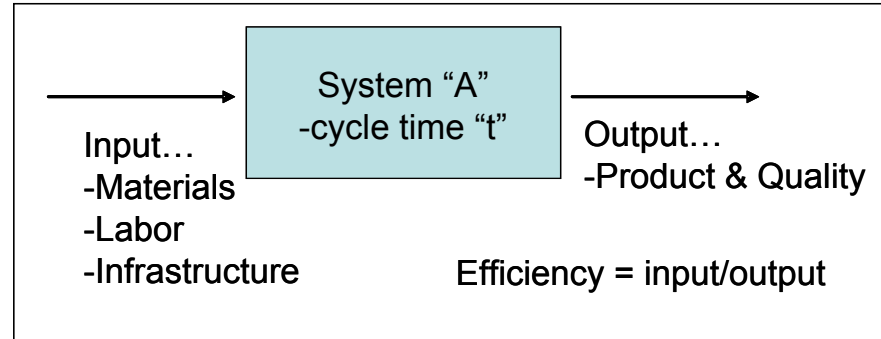 System “A”
-cycle time “t”
Input…
-Materials
-Labor
-Infrastructure
Output…
-Product & Quality
Efficiency = input/output